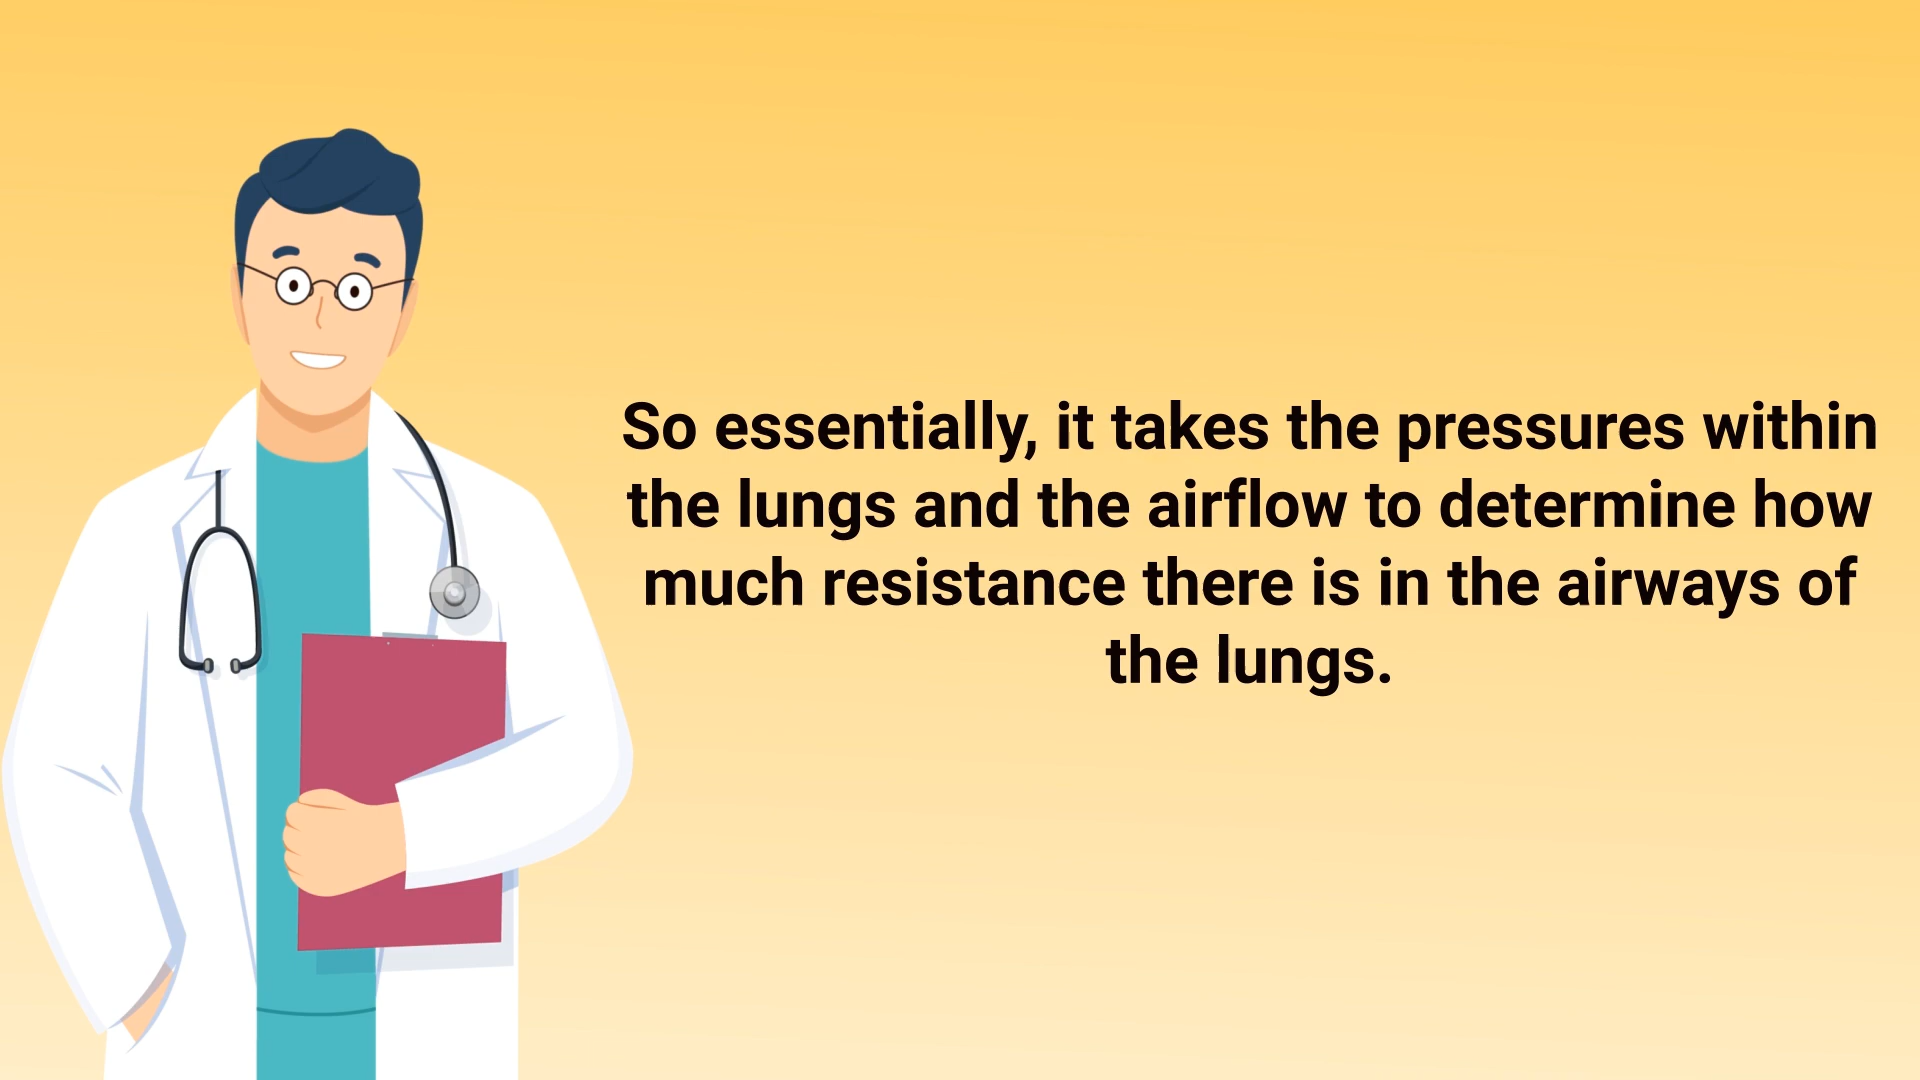 So essentially, it takes the pressures within
the lungs and the airflow to determine how
much resistance there is in the airways of
the lungs.